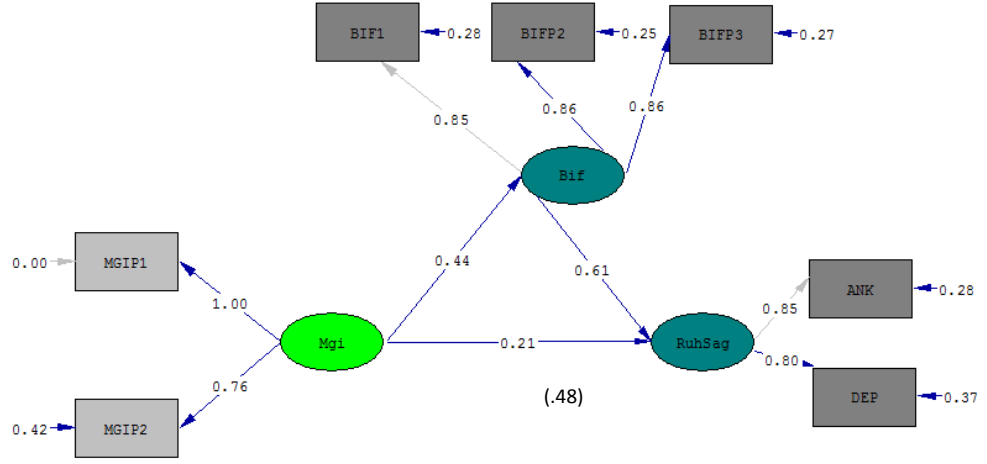 BIF1
0.28
BIFP2
0.25
BIFP3
0.27
0.85
0.86
0.86
Bif
0.00
MGIP1
1.00
0.44
0.61
ANK
0.28
0.85
Mgi
0.21
RuhSag
0.80
0.76
(.48)
DEP
0.37
0.42
MGIP2